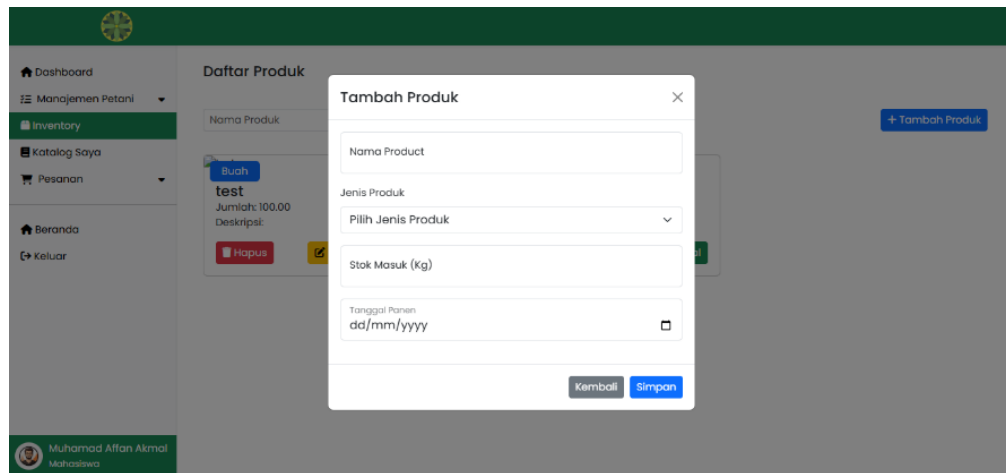 Dashboard
Manajemen Petani
Inventory
Katalog Saya
Pesanan
Beranda
Keluar
Muhamad Affan Akmal
Mahasiswa
Daftar Produk
Nama Produk
+ Tambah Produk
Buah
test
Jumlah: 100.00
Deskripsi:
Hapus
Tambah Produk
Nama Product
Jenis Produk
Pilih Jenis Produk
Stok Masuk (Kg)
Tanggal Panen
dd/mm/yyyy
Kembali
Simpan